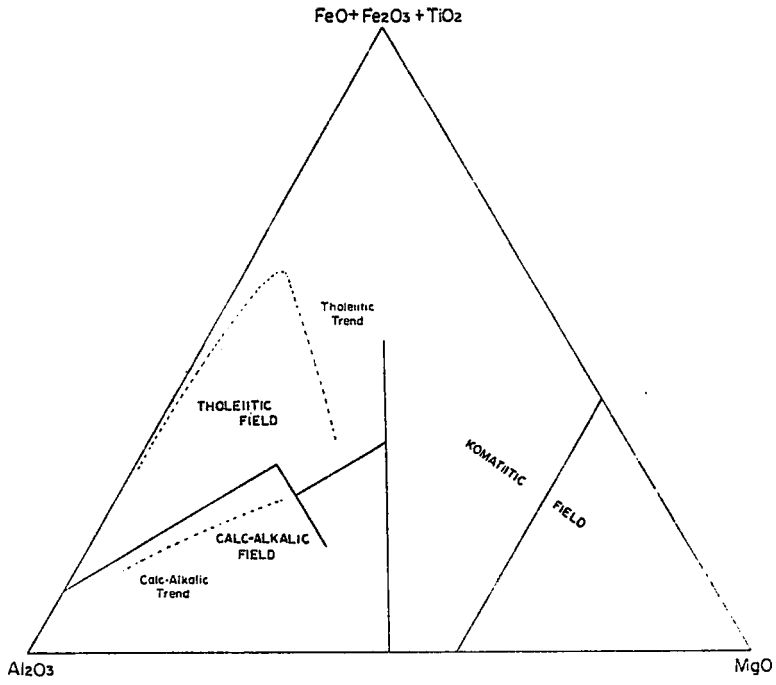 FeO+Fe2O3+TiO2
Tholeiitic
Trend
THOLEIITIC
FIELD
KOMATIITIC
FIELD
CALC-ALKALIC
FIELD
Calc-Alkalic
Trend
Al2O3
MgO